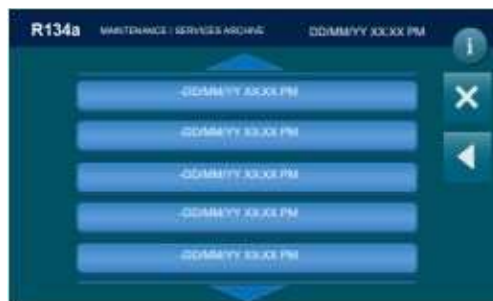 R134a MAINTENANCE / SERVICES ARCHIVE DD/MM/YY XX:XX PM
i
-DD/MM/YY XX:XX PM
-DD/MM/YY XX:XX PM
-DD/MM/YY XX:XX PM
-DD/MM/YY XX:XX PM
-DD/MM/YY XX:XX PM